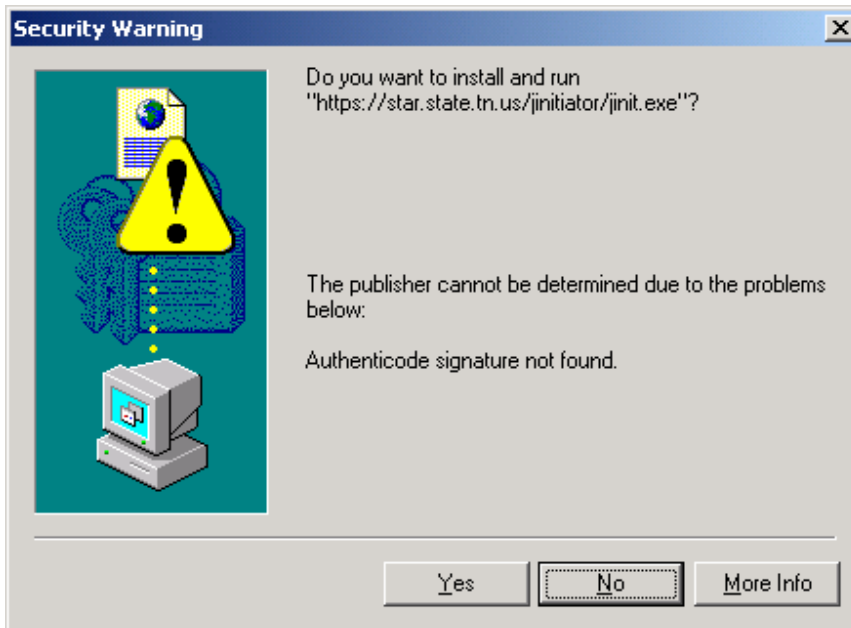 Security Warning
Do you want to install and run
"https://star.state.tn.us/jinitiator/jinit.exe"?
The publisher cannot be determined due to the problems
below:
Authenticode signature not found.
Yes
No
More Info